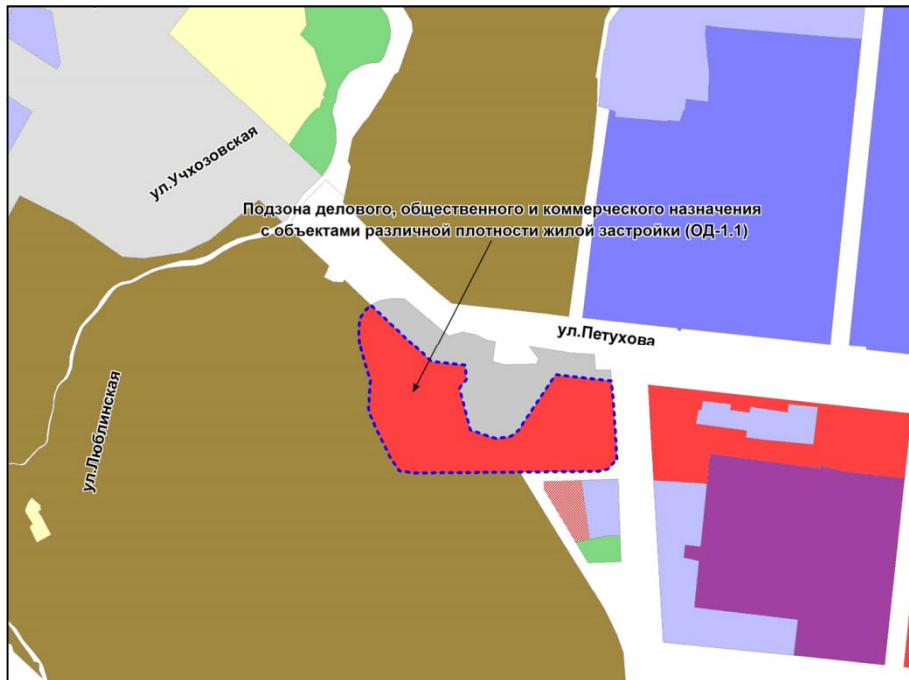 ул.Учхозовская
Подзона делового, общественного и коммерческого назначения
с объектами различной плотности жилой застройки (ОД-1.1)
ул.Петухова
ул.Люблинская